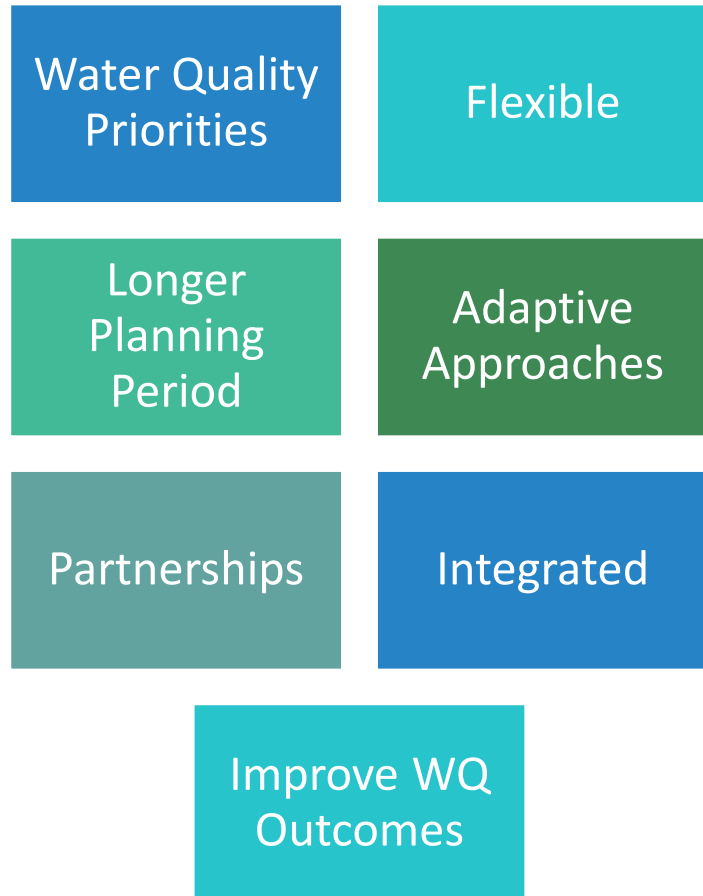 Water Quality
Priorities
Flexible
Longer
Planning
Period
Adaptive
Approaches
Partnerships
Integrated
Improve WQ
Outcomes